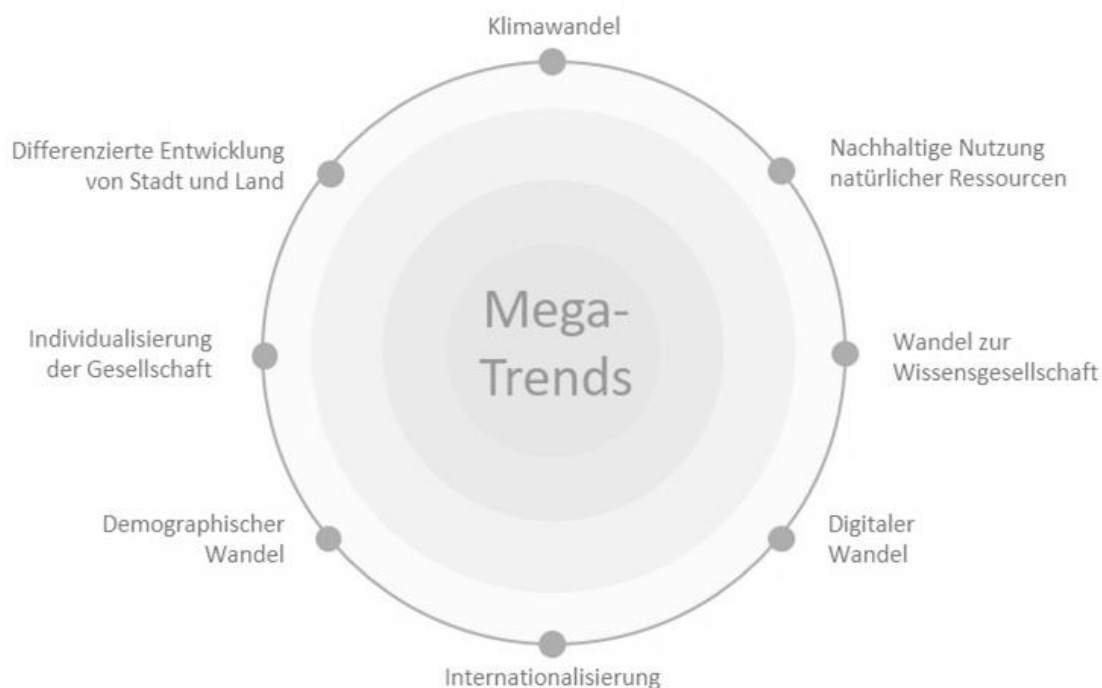 Klimawandel
Nachhaltige Nutzung
natürlicher Ressourcen
Wandel zur
Wissensgesellschaft
Digitaler
Wandel
Internationalisierung
Demographischer
Wandel
Individualisierung
der Gesellschaft
Differenzierte Entwicklung
von Stadt und Land
Mega-
Trends